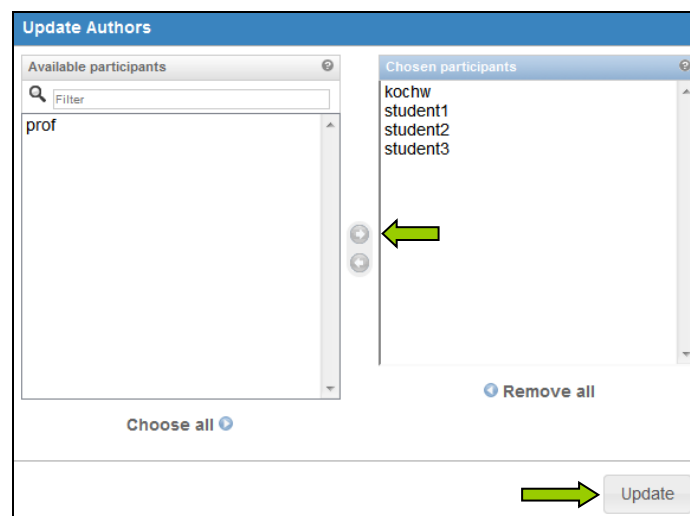 Update Authors
Available participants
Filter
prof
Choose all
Chosen participants
kochw
student1
student2
student3
Remove all
Update